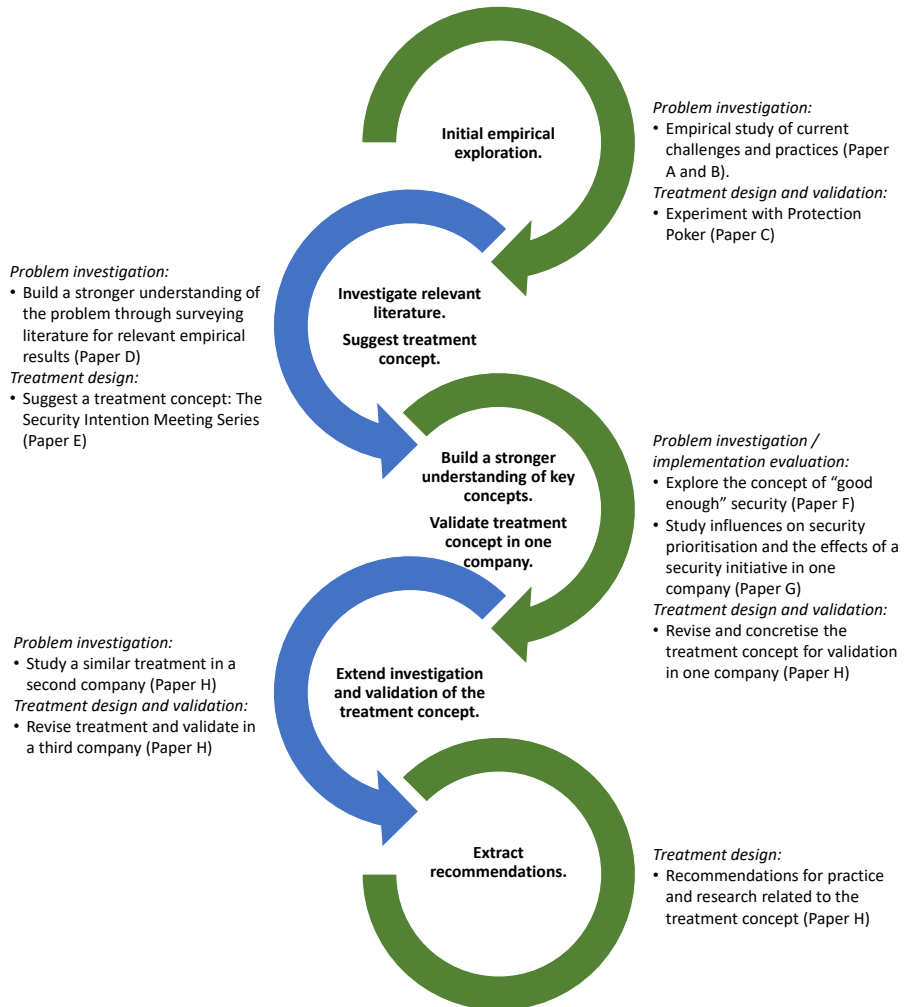 Initial empirical
exploration.
Problem investigation:
• Empirical study of current
challenges and practices (Paper
A and B).
Treatment design and validation:
• Experiment with Protection
Poker (Paper C)
Problem investigation:
• Build a stronger understanding of
the problem through surveying
literature for relevant empirical
results (Paper D)
Treatment design:
• Suggest a treatment concept: The
Security Intention Meeting Series
(Paper E)
Investigate relevant
literature.
Suggest treatment
concept.
Build a stronger
understanding of key
concepts.
Validate treatment
concept in one
company.
Problem investigation /
implementation evaluation:
• Explore the concept of “good
enough” security (Paper F)
• Study influences on security
prioritisation and the effects of a
security initiative in one
company (Paper G)
Treatment design and validation:
• Revise and concretise the
treatment concept for validation
in one company (Paper H)
Problem investigation:
• Study a similar treatment in a
second company (Paper H)
Treatment design and validation:
• Revise treatment and validate in
a third company (Paper H)
Extend investigation
and validation of the
treatment concept.
Extract
recommendations.
Treatment design:
• Recommendations for practice
and research related to the
treatment concept (Paper H)